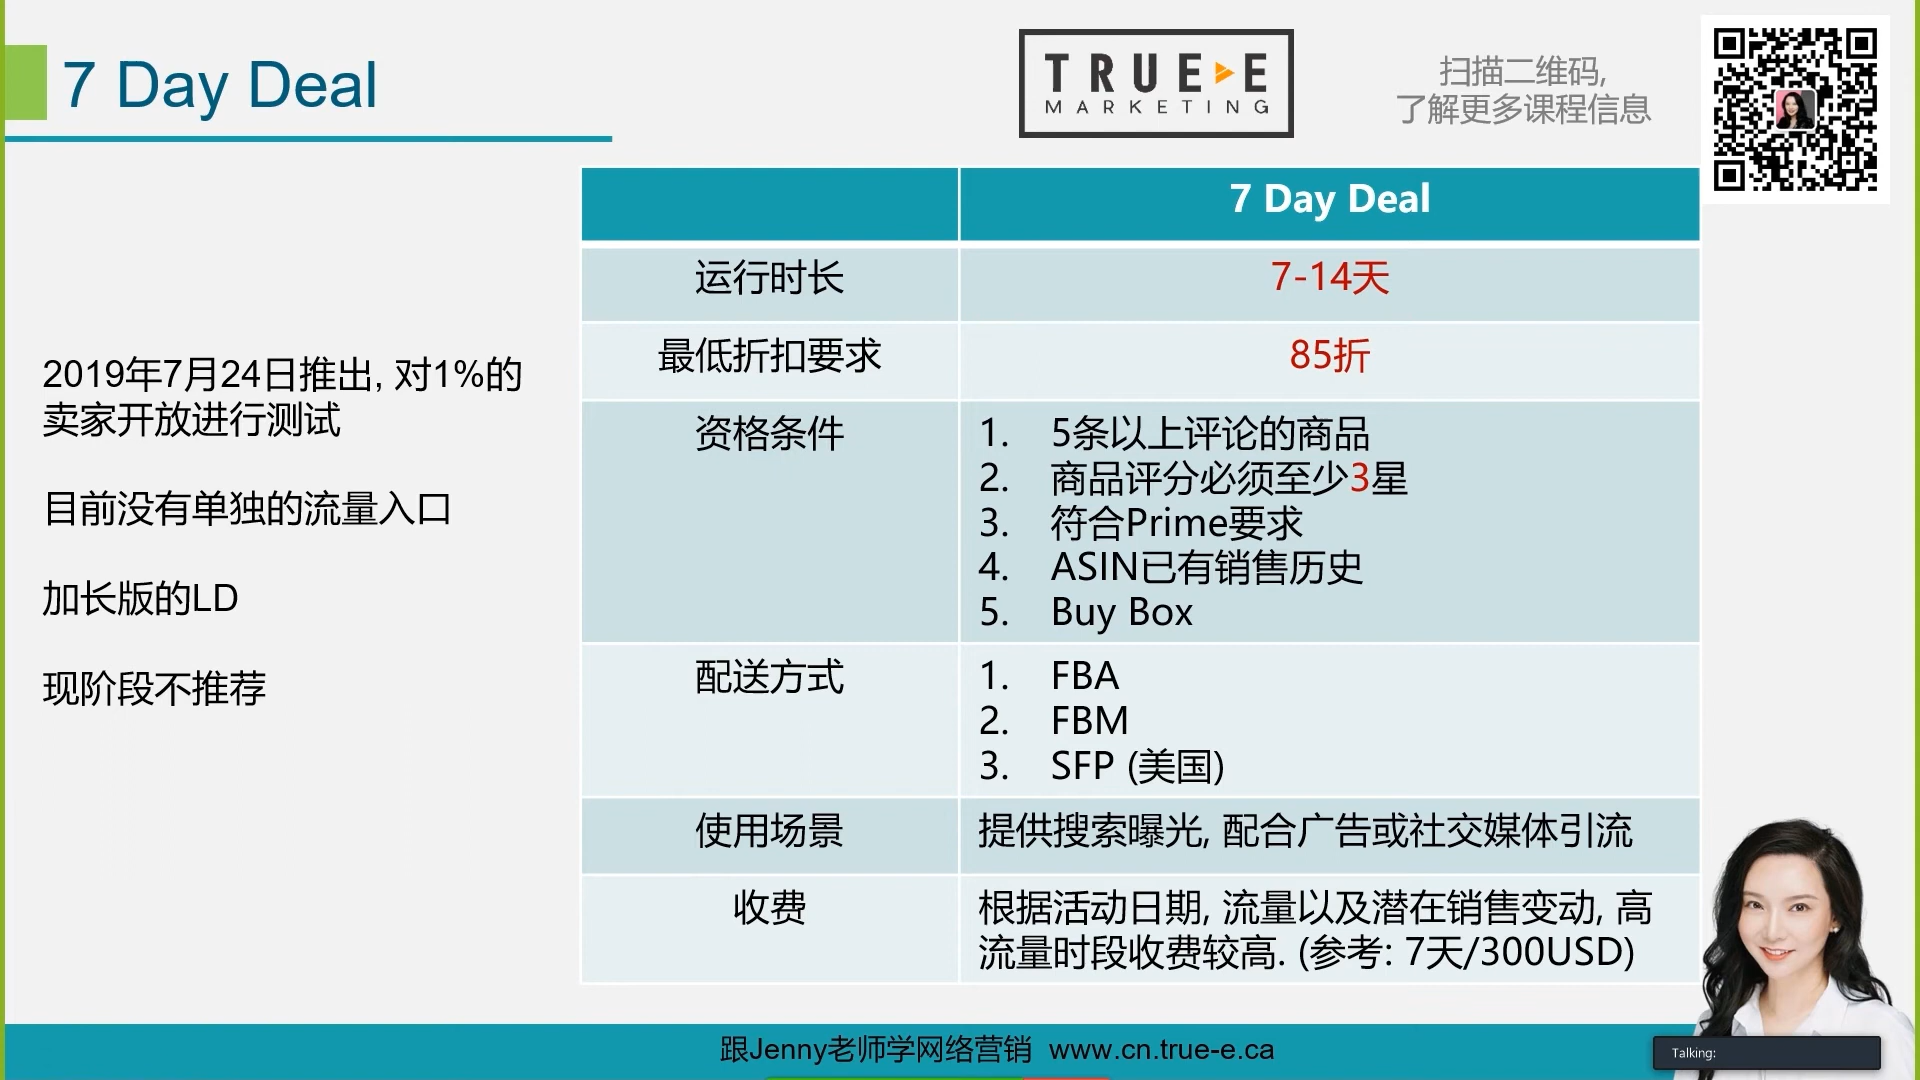 7 Day Deal
TRUE E
MARKETING
扫描二维码,
了解更多课程信息
2019年7月24日推出, 对1%的
卖家开放进行测试
目前没有单独的流量入口
加长版的LD
现阶段不推荐
7 Day Deal
运行时长 7-14天
最低折扣要求 85折
资格条件
1. 5条以上评论的商品
2. 商品评分必须至少3星
3. 符合Prime要求
4. ASIN已有销售历史
5. Buy Box
配送方式
1. FBA
2. FBM
3. SFP (美国)
使用场景 提供搜索曝光, 配合广告或社交媒体引流
收费 根据活动日期, 流量以及潜在销售变动, 高
流量时段收费较高. (参考: 7天/300USD)
跟Jenny老师学网络营销 www.cn.true-e.ca
Talking: